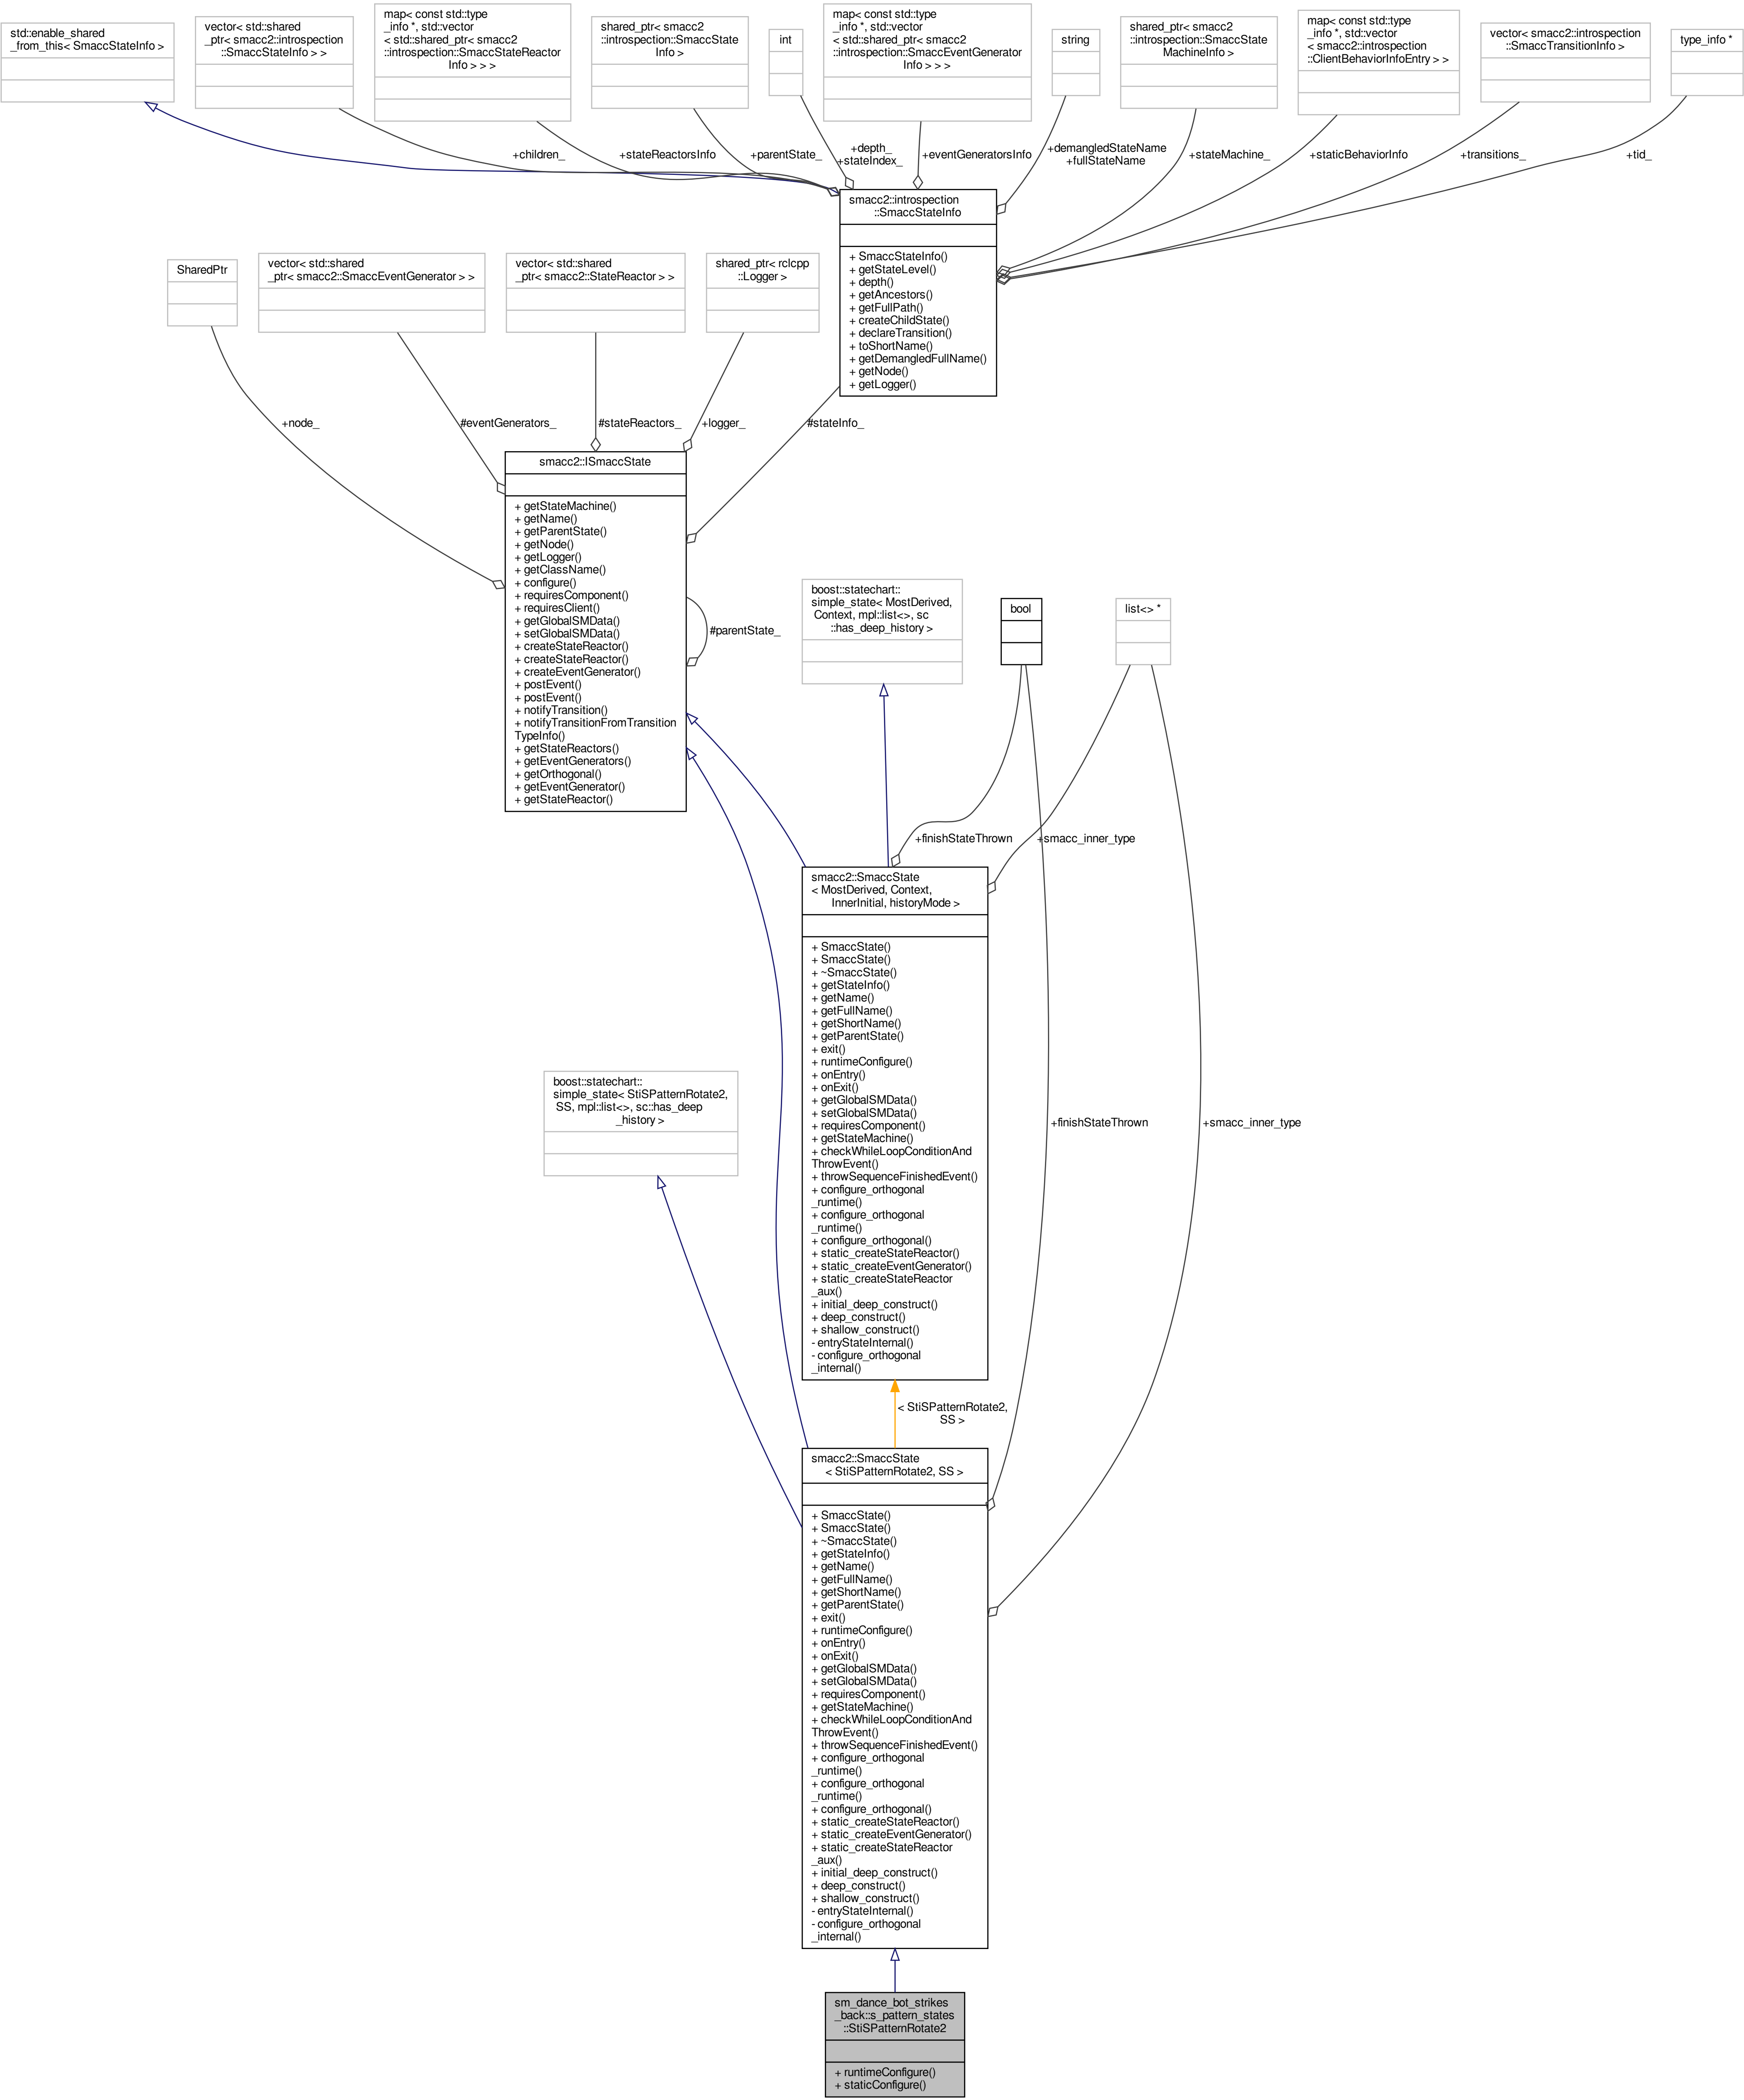 std::enable_shared
_from_this< SmaccStateInfo >
vector< std::shared
_ptr< smacc2::introspection
::SmaccStateInfo > >
map< const std::type
_info *, std::vector
< std::shared_ptr< smacc2
::introspection::SmaccStateReactor
Info > > >
shared_ptr< smacc2
::introspection::SmaccState
Info >
int
map< const std::type
_info *, std::vector
< std::shared_ptr< smacc2
::introspection::SmaccEventGenerator
Info > > >
string
shared_ptr< smacc2
::introspection::SmaccState
MachineInfo >
map< const std::type
_info *, std::vector
< smacc2::introspection
::ClientBehaviorInfoEntry > >
vector< smacc2::introspection
::SmaccTransitionInfo >
type_info *
+children_
+stateReactorsInfo
+parentState_
+depth_
+stateIndex_
+eventGeneratorsInfo
+demangledStateName
+fullStateName
+stateMachine_
+staticBehaviorInfo
+transitions_
+tid_
smacc2::introspection
::SmaccStateInfo
+ SmaccStateInfo()
+ getStateLevel()
+ depth()
+ getAncestors()
+ getFullPath()
+ createChildState()
+ declareTransition()
+ toShortName()
+ getDemangledFullName()
+ getNode()
+ getLogger()
SharedPtr
vector< std::shared
_ptr< smacc2::SmaccEventGenerator > >
vector< std::shared
_ptr< smacc2::StateReactor > >
shared_ptr< rclcpp
::Logger >
+node_
#eventGenerators_
#stateReactors_
+logger_
#stateInfo_
smacc2::ISmaccState
+ getStateMachine()
+ getName()
+ getParentState()
+ getNode()
+ getLogger()
+ getClassName()
+ configure()
+ requiresComponent()
+ requiresClient()
+ getGlobalSMData()
+ setGlobalSMData()
+ createStateReactor()
+ createStateReactor()
+ createEventGenerator()
+ postEvent()
+ postEvent()
+ notifyTransition()
+ notifyTransitionFromTransition
TypeInfo()
+ getStateReactors()
+ getEventGenerators()
+ getOrthogonal()
+ getEventGenerator()
+ getStateReactor()
#parentState_
boost::statechart::
simple_state< MostDerived,
Context, mpl::list<>, sc
::has_deep_history >
bool
list<> *
+finishStateThrown
+smacc_inner_type
smacc2::SmaccState
< MostDerived, Context,
InnerInitial, historyMode >
+ SmaccState()
+ SmaccState()
+ ~SmaccState()
+ getStateInfo()
+ getName()
+ getFullName()
+ getShortName()
+ getParentState()
+ exit()
+ runtimeConfigure()
+ onEntry()
+ onExit()
+ getGlobalSMData()
+ setGlobalSMData()
+ requiresComponent()
+ getStateMachine()
+ checkWhileLoopConditionAnd
ThrowEvent()
+ throwSequenceFinishedEvent()
+ configure_orthogonal
_runtime()
+ configure_orthogonal
_runtime()
+ configure_orthogonal()
+ static_createStateReactor()
+ static_createEventGenerator()
+ static_createStateReactor
_aux()
+ initial_deep_construct()
+ deep_construct()
+ shallow_construct()
- entryStateInternal()
- configure_orthogonal
_internal()
boost::statechart::
simple_state< StiSPatternRotate2,
SS, mpl::list<>, sc::has_deep
_history >
+finishStateThrown
+smacc_inner_type
< StiSPatternRotate2,
SS >
smacc2::SmaccState
< StiSPatternRotate2, SS >
+ SmaccState()
+ SmaccState()
+ ~SmaccState()
+ getStateInfo()
+ getName()
+ getFullName()
+ getShortName()
+ getParentState()
+ exit()
+ runtimeConfigure()
+ onEntry()
+ onExit()
+ getGlobalSMData()
+ setGlobalSMData()
+ requiresComponent()
+ getStateMachine()
+ checkWhileLoopConditionAnd
ThrowEvent()
+ throwSequenceFinishedEvent()
+ configure_orthogonal
_runtime()
+ configure_orthogonal
_runtime()
+ configure_orthogonal()
+ static_createStateReactor()
+ static_createEventGenerator()
+ static_createStateReactor
_aux()
+ initial_deep_construct()
+ deep_construct()
+ shallow_construct()
- entryStateInternal()
- configure_orthogonal
_internal()
sm_dance_bot_strikes
_back::s_pattern_states
::StiSPatternRotate2
+ runtimeConfigure()
+ staticConfigure()